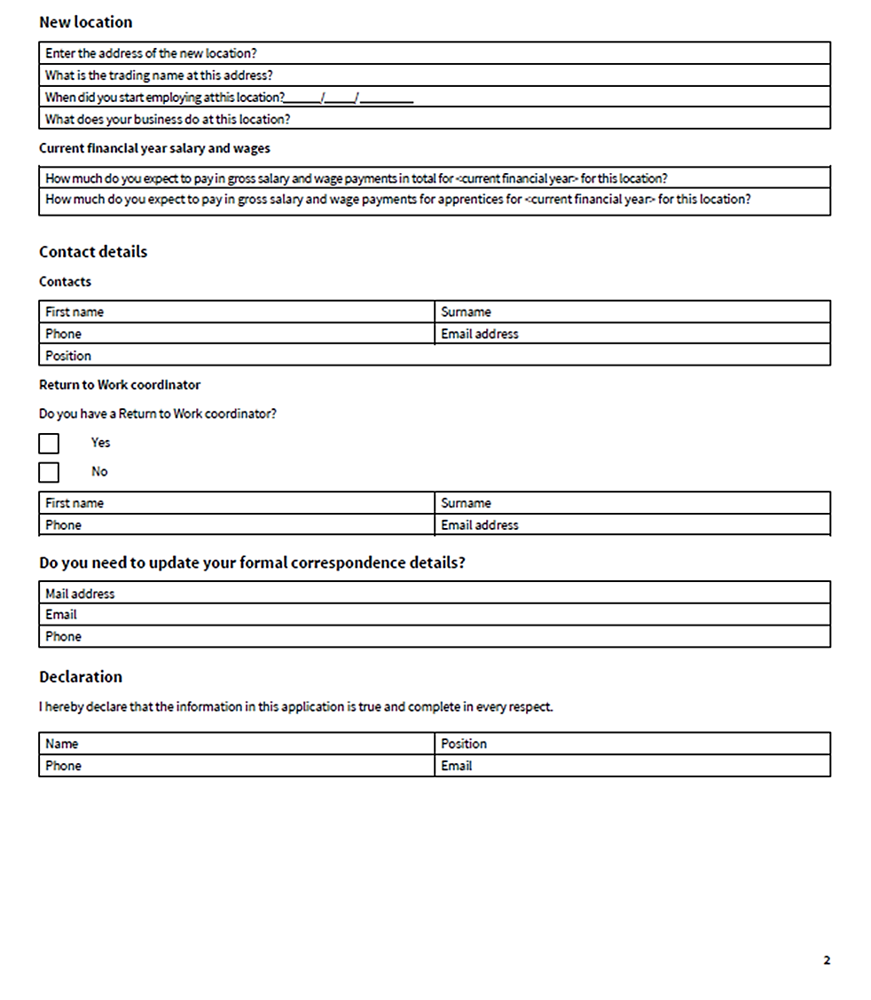 New location
Enter the address of the new location?
What is the trading name at this address?
When did you start employing atthis location?______/_____/_________
What does your business do at this location?
Current financial year salary and wages
How much do you expect to pay in gross salary and wage payments in total for <current financial year> for this location?
How much do you expect to pay in gross salary and wage payments for apprentices for <current financial year> for this location?
Contact details
Contacts
First name Surname
Phone Email address
Position
Return to Work coordinator
Do you have a Return to Work coordinator?
Yes
No
First name Surname
Phone Email address
Do you need to update your formal correspondence details?
Mail address
Email
Phone
Declaration
I hereby declare that the information in this application is true and complete in every respect.
Name Position
Phone Email
2